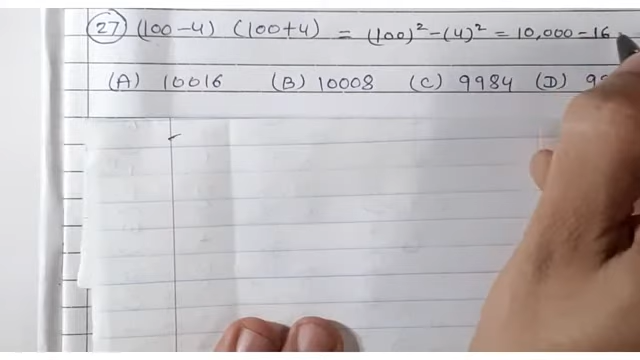 27 (100-4) (100+4) = (100)² - (4)² = 10,000 - 16
(A) 10016 (B) 10008 (C) 9984 (D)